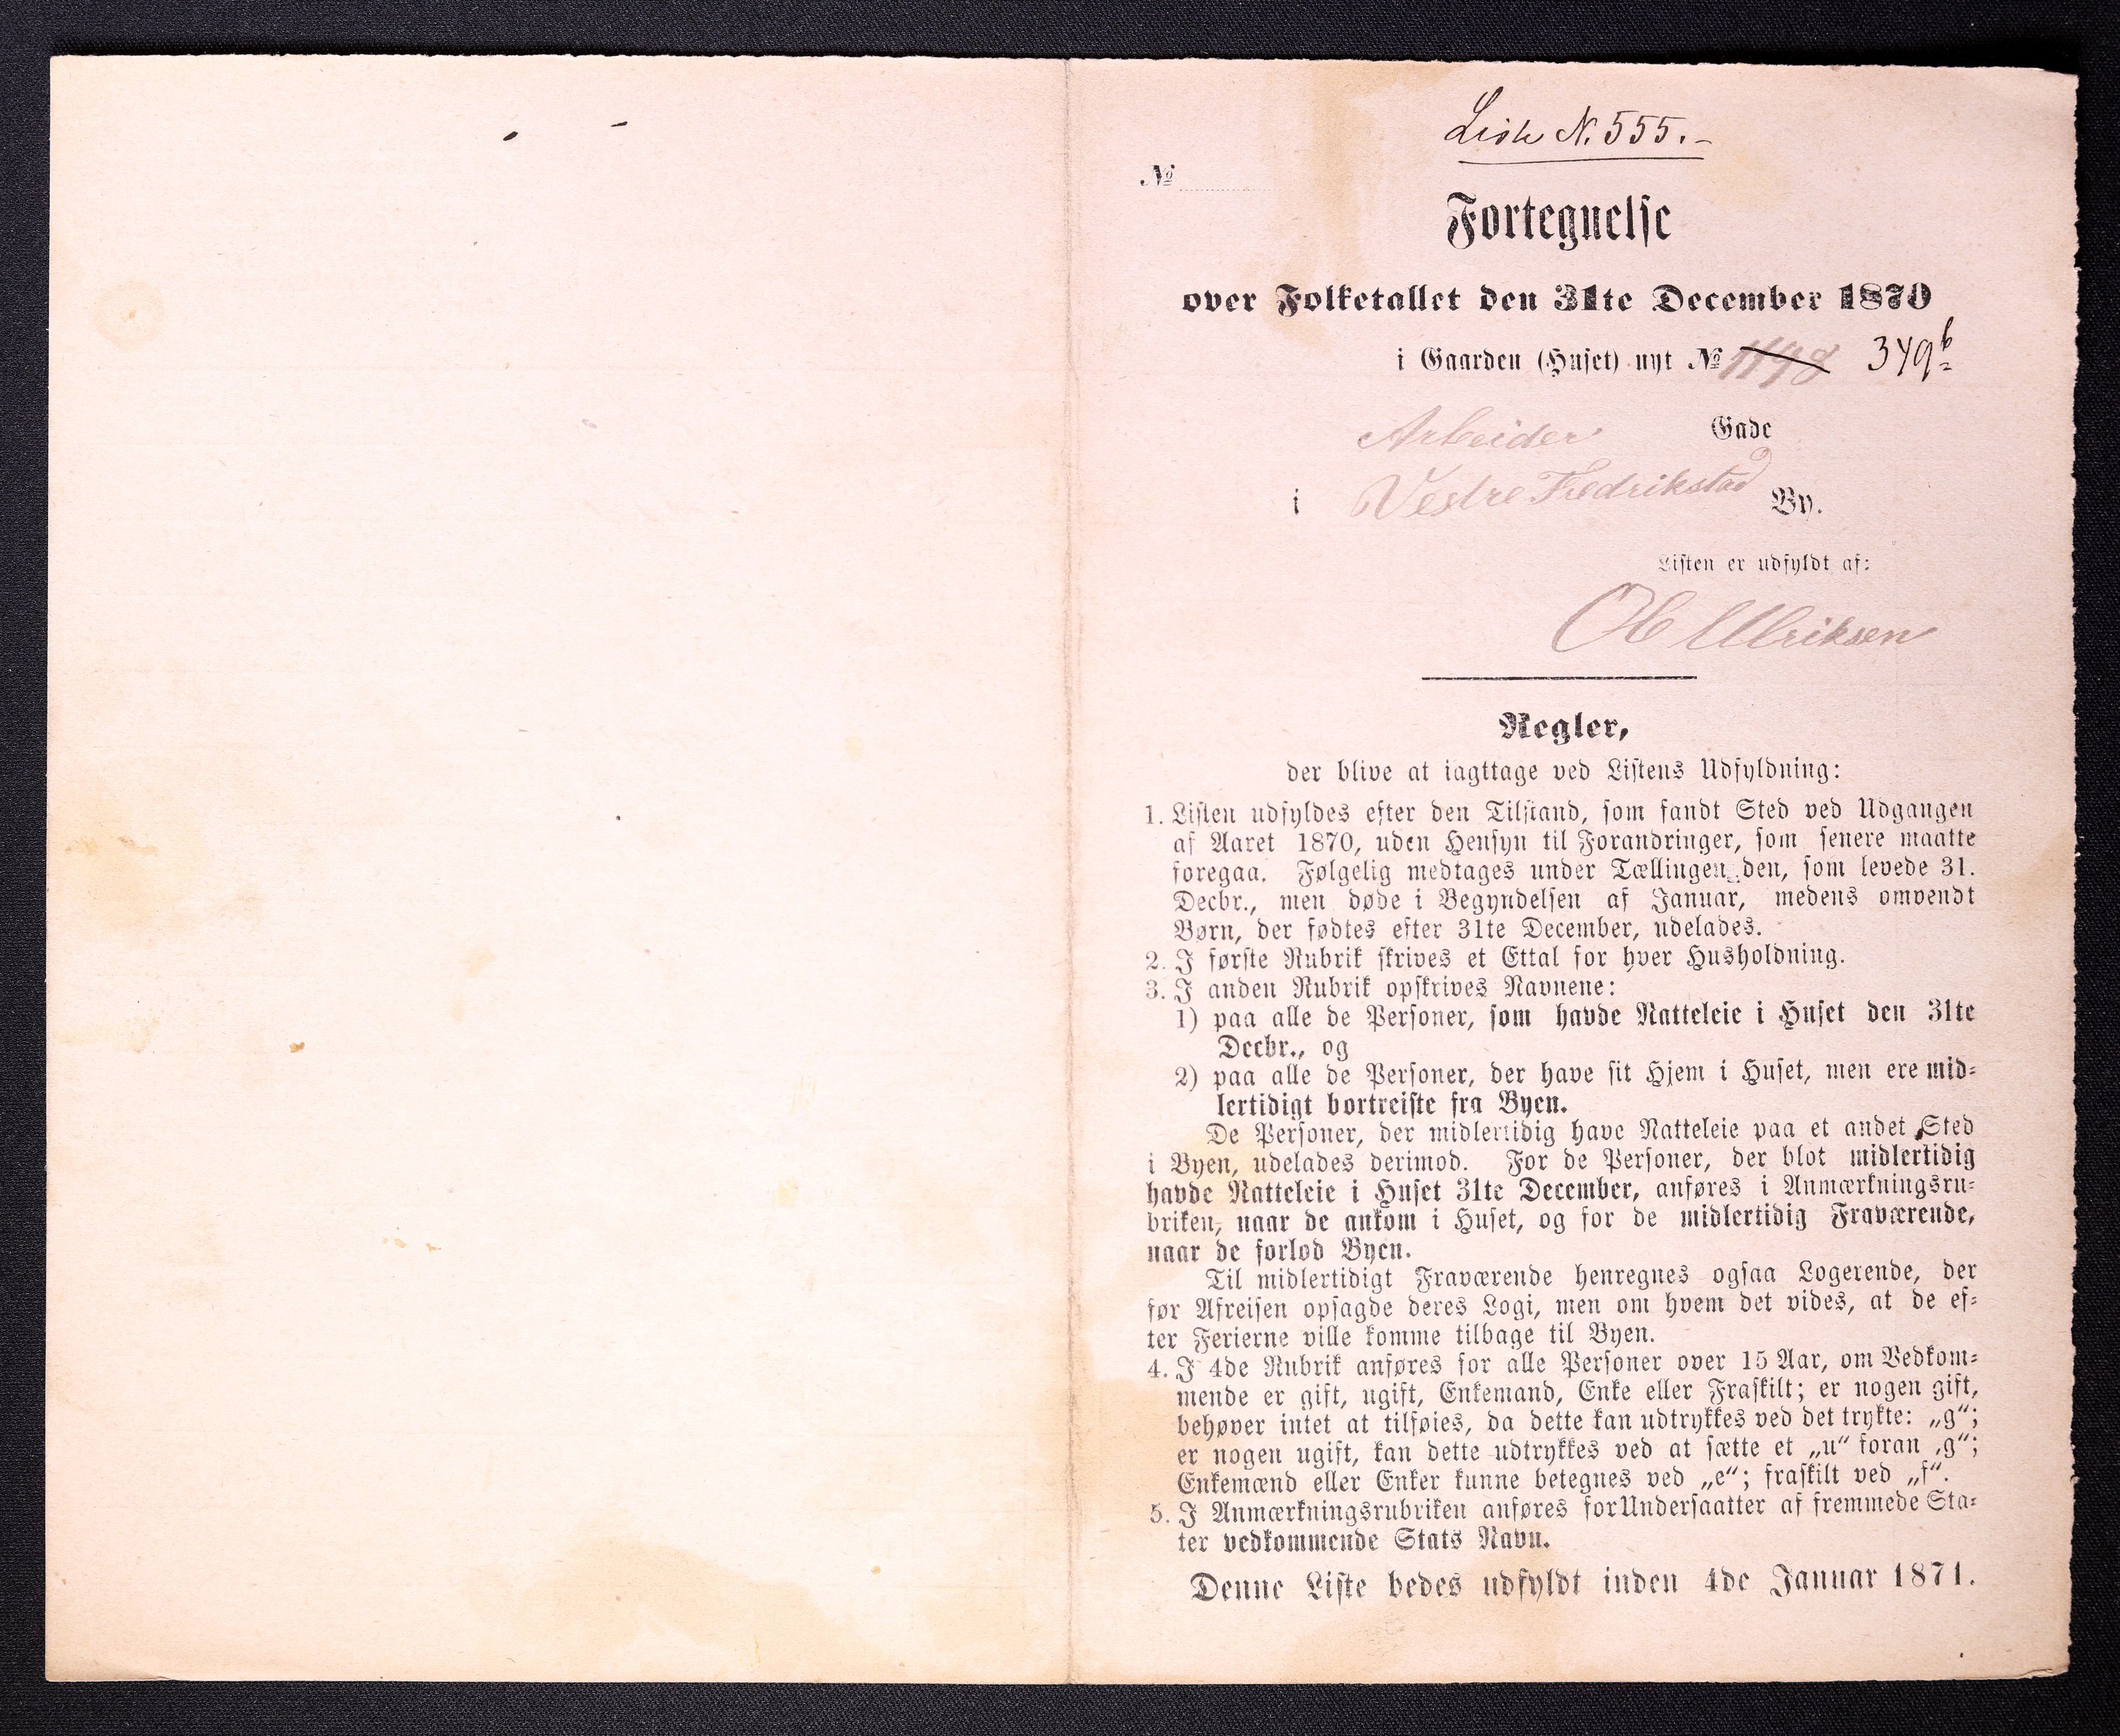 Liste N. 555.-
No
Fortegnelse
over Folketallet den 31te December 1870
i Gaarden (Huset) nyt No 1198 349b
Arbeider Gade
i Vestre Fredrikstad By.
Listen er udfyldt af:
Ulriksen
Regler,
der blive at iagttage ved Listens Udfyldning:
1. Listen udfyldes efter den Tilstand, som fandt Sted ved Udgangen
af Aaret 1870, uden Hensyn til Forandringer, som senere maatte
foregaa. Følgelig medtages under Tællingen den, som levede 31.
Decbr., men døde i Begyndelsen af Januar, medens omvendt
Børn, der fødtes efter 31te December, udelades.
2. I første Rubrik skrives et Ettal for hver Husholdning.
3. I anden Rubrik opskrives Navnene:
1) paa alle de Personer, som havde Natteleie i Huset den 31te
Decbr., og
2) paa alle de Personer, der have sit Hjem i Huset, men ere mid-
lertidigt bortreiste fra Byen.
De Personer, der midlertidig have Natteleie paa et andet Sted
i Byen, udelades derimod. For de Personer, der blot midlertidig
havde Natteleie i Huset 31te December, anføres i Anmærkningsru-
briken, naar de ankom i Huset, og for de midlertidig Fraværende,
naar de forlod Byen.
Til midlertidigt Fraværende henregnes ogsaa Logerende, der
før Afreisen opsagde deres Logi, men om hvem det vides, at de ef-
ter Ferierne ville komme tilbage til Byen.
4. I 4de Rubrik anføres for alle Personer over 15 Aar, om Vedkom-
mende er gift, ugift, Enkemand, Enke eller Fraskilt; er nogen gift,
behøver intet at tilføies, da dette kan udtrykkes ved det trykte: „g“;
er nogen ugift, kan dette udtrykkes ved at sætte et „u“ foran „g“;
Enkemænd eller Enker kunne betegnes ved „e“; fraskilt ved „f“.
5. I Anmærkningsrubriken anføres for Undersaatter af fremmede Sta-
ter vedkommende Stats Navn.
Denne Liste bedes udfyldt inden 4de Januar 1871.